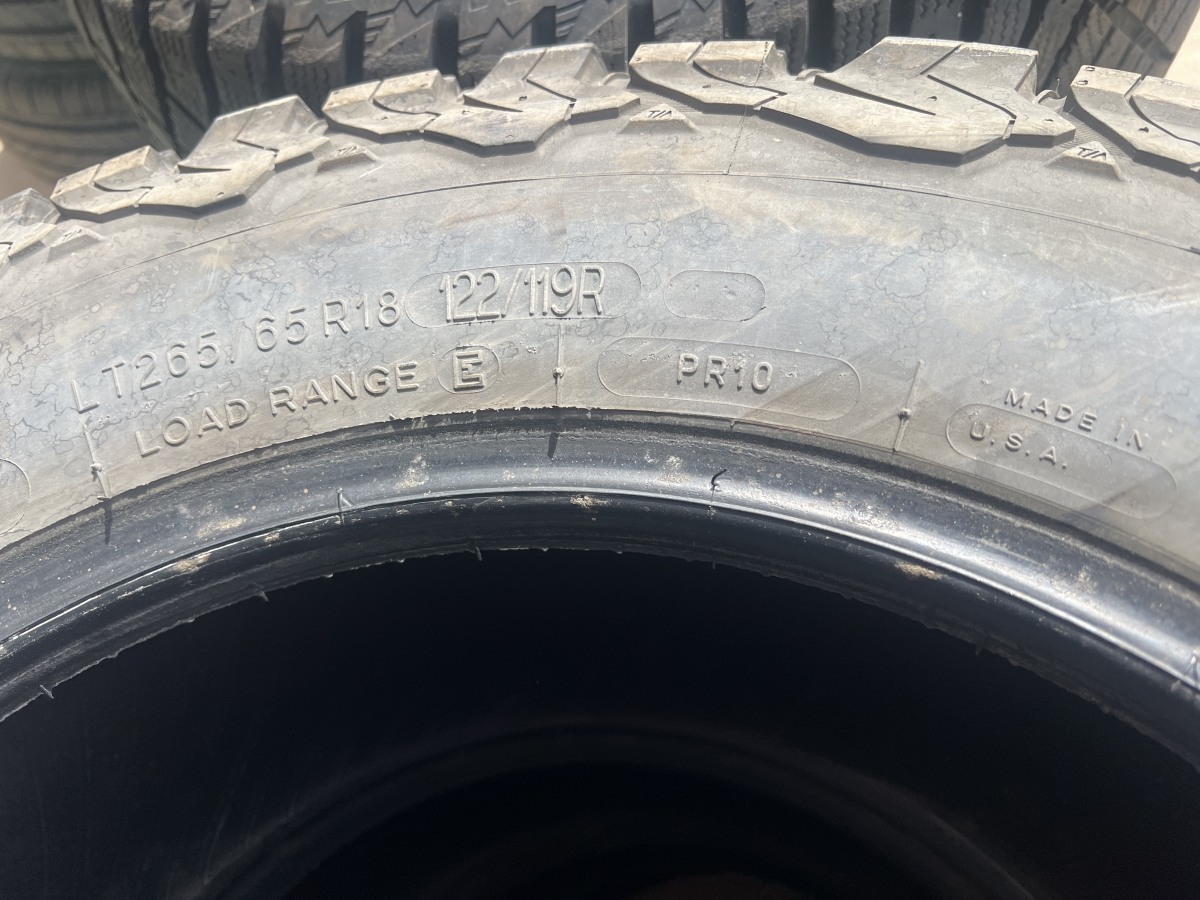 T/A
T/A
LT265/65R18 122/119R
LOAD RANGE E
PR10
MADE IN
U.S.A.